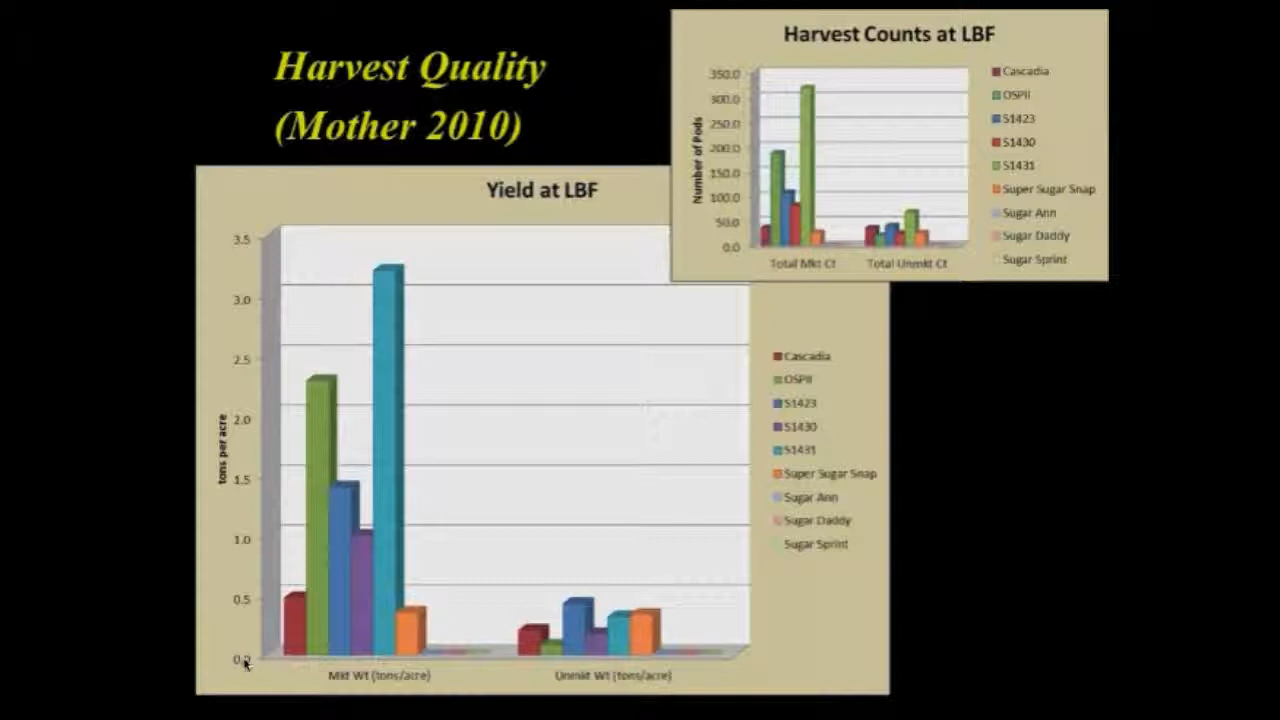 Harvest Quality
(Mother 2010)
Harvest Counts at LBF
350.0
300.0
250.0
200.0
150.0
100.0
50.0
0.0
Number of Pods
Total Mkt Ct
Total Unmkt Ct
Cascadia
OSPII
S1423
S1430
S1431
Super Sugar Snap
Sugar Ann
Sugar Daddy
Sugar Sprint
Yield at LBF
3.5
3.0
2.5
2.0
1.5
1.0
0.5
0.0
tons per acre
Mkt Wt (tons/acre)
Unmkt Wt (tons/acre)
Cascadia
OSPII
S1423
S1430
S1431
Super Sugar Snap
Sugar Ann
Sugar Daddy
Sugar Sprint